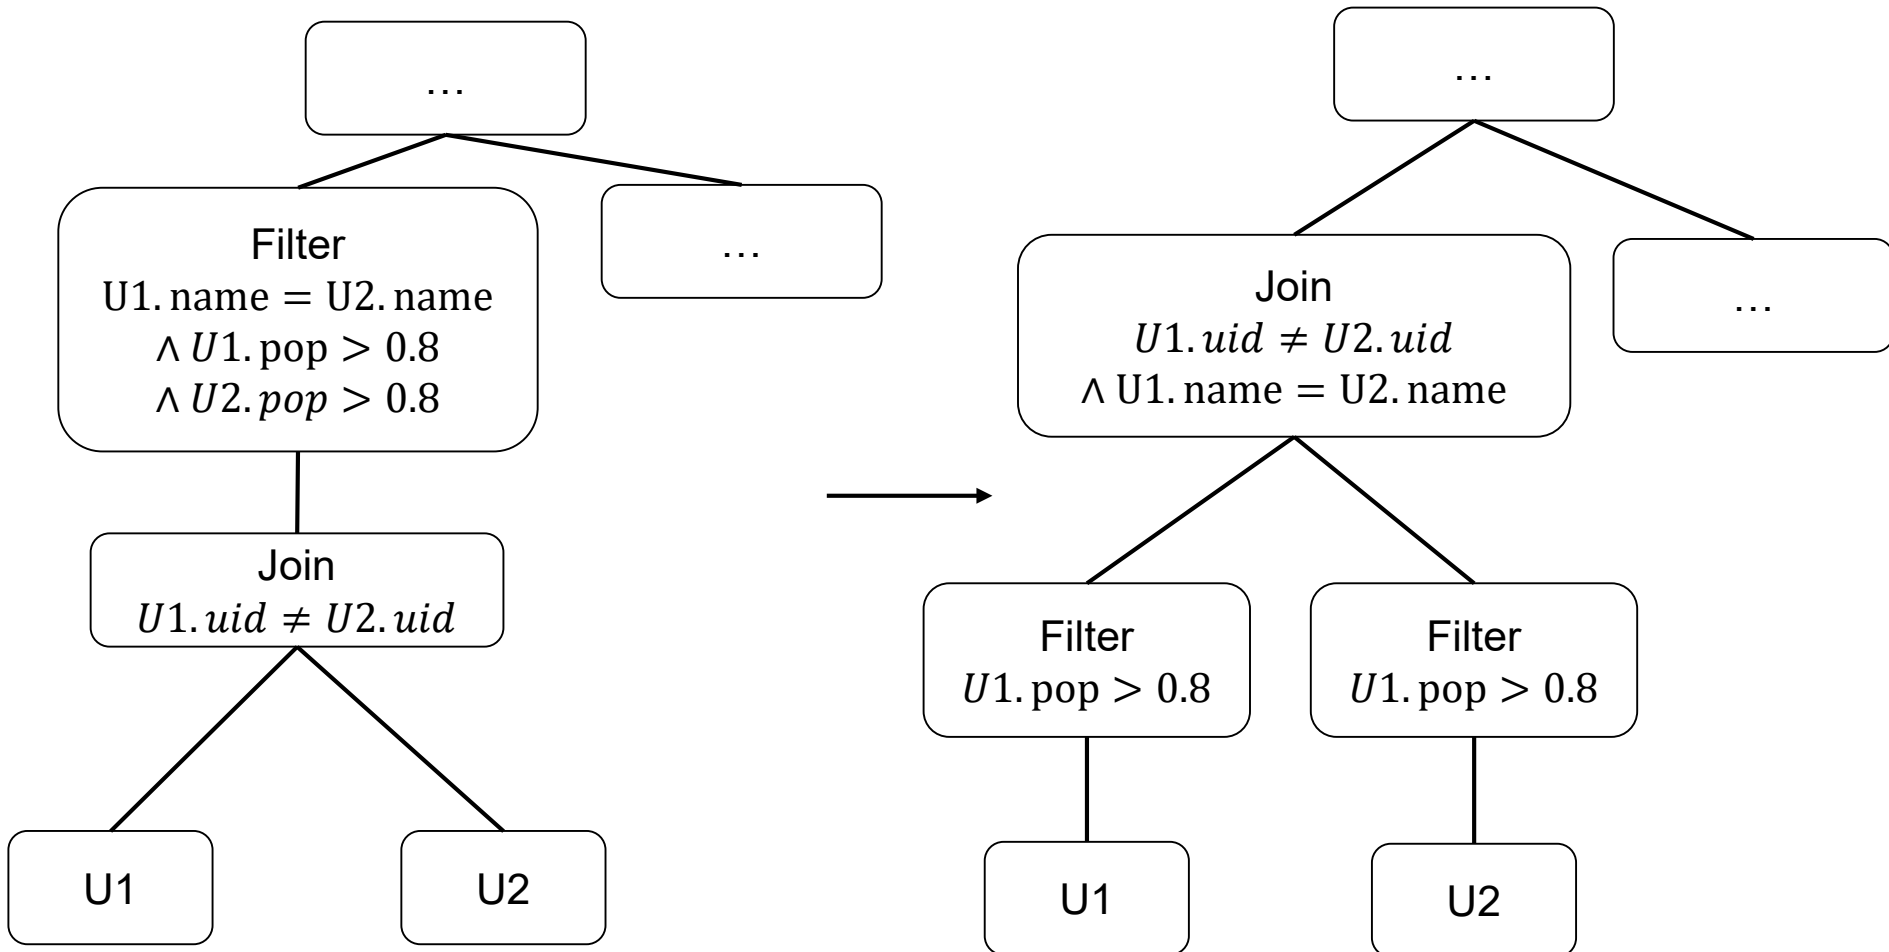 ...
Filter
U1.name = U2.name
∧ U1.pop > 0.8
∧ U2.pop > 0.8
...
Join
U1.uid ≠ U2.uid
U1
U2
...
Join
U1.uid ≠ U2.uid
∧ U1.name = U2.name
...
Filter
U1.pop > 0.8
Filter
U1.pop > 0.8
U1
U2